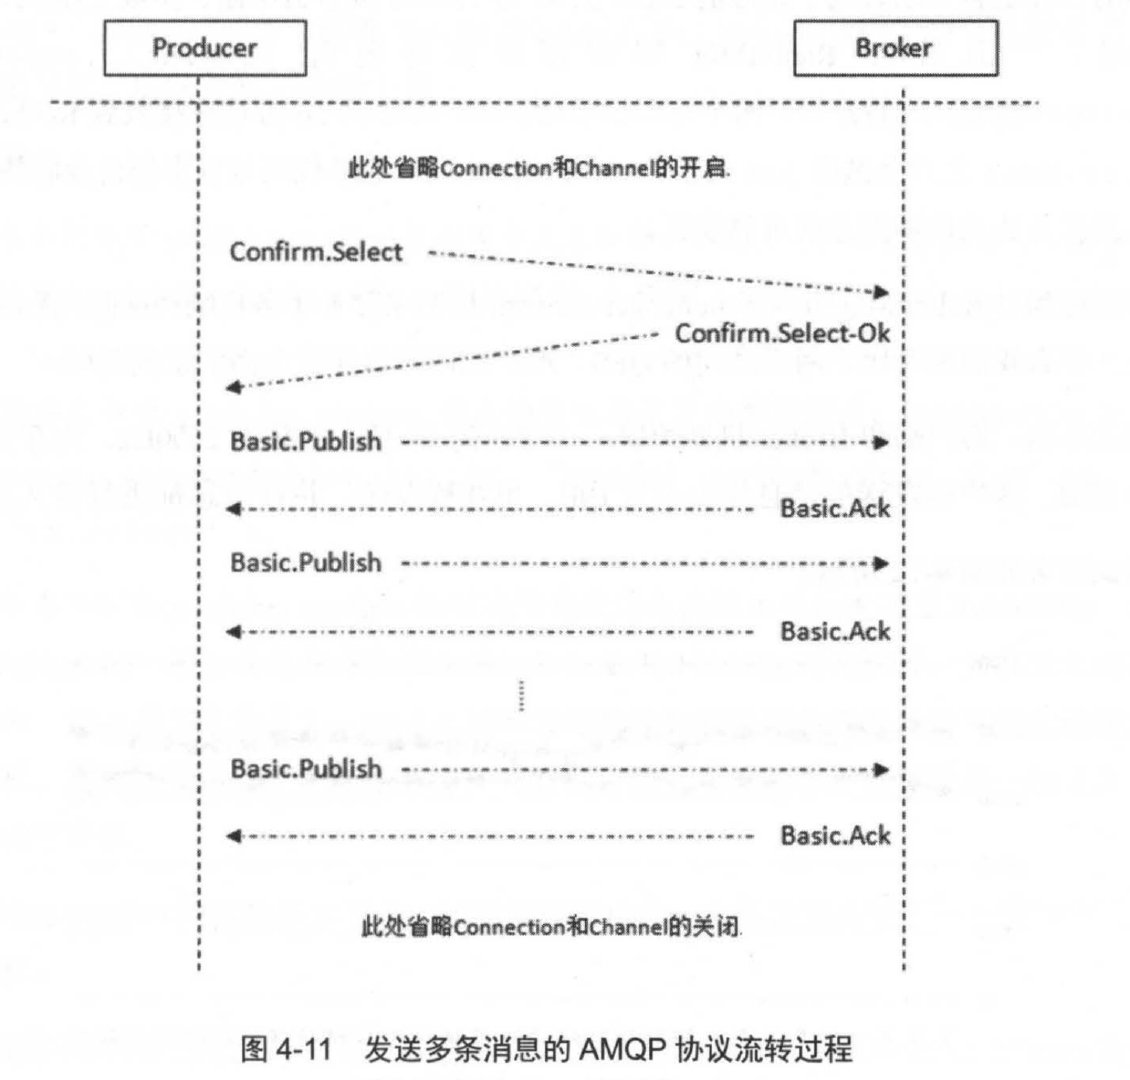 Producer
Broker
此处省略Connection和Channel的开启.
Confirm.Select
Confirm.Select-Ok
Basic.Publish
Basic.Ack
Basic.Publish
Basic.Ack
Basic.Publish
Basic.Ack
此处省略Connection和Channel的关闭.
图 4-11 发送多条消息的 AMQP 协议流转过程